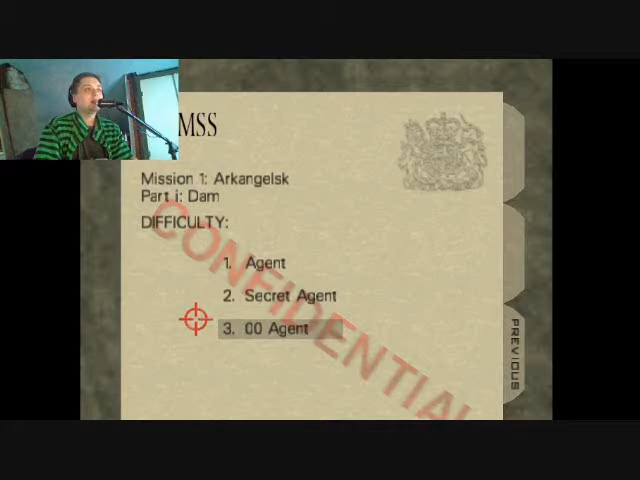 MSS
Mission 1: Arkangelsk
Part i: Dam
DIFFICULTY:
1. Agent
2. Secret Agent
3. 00 Agent
CONFIDENTIAL
PREVIOUS